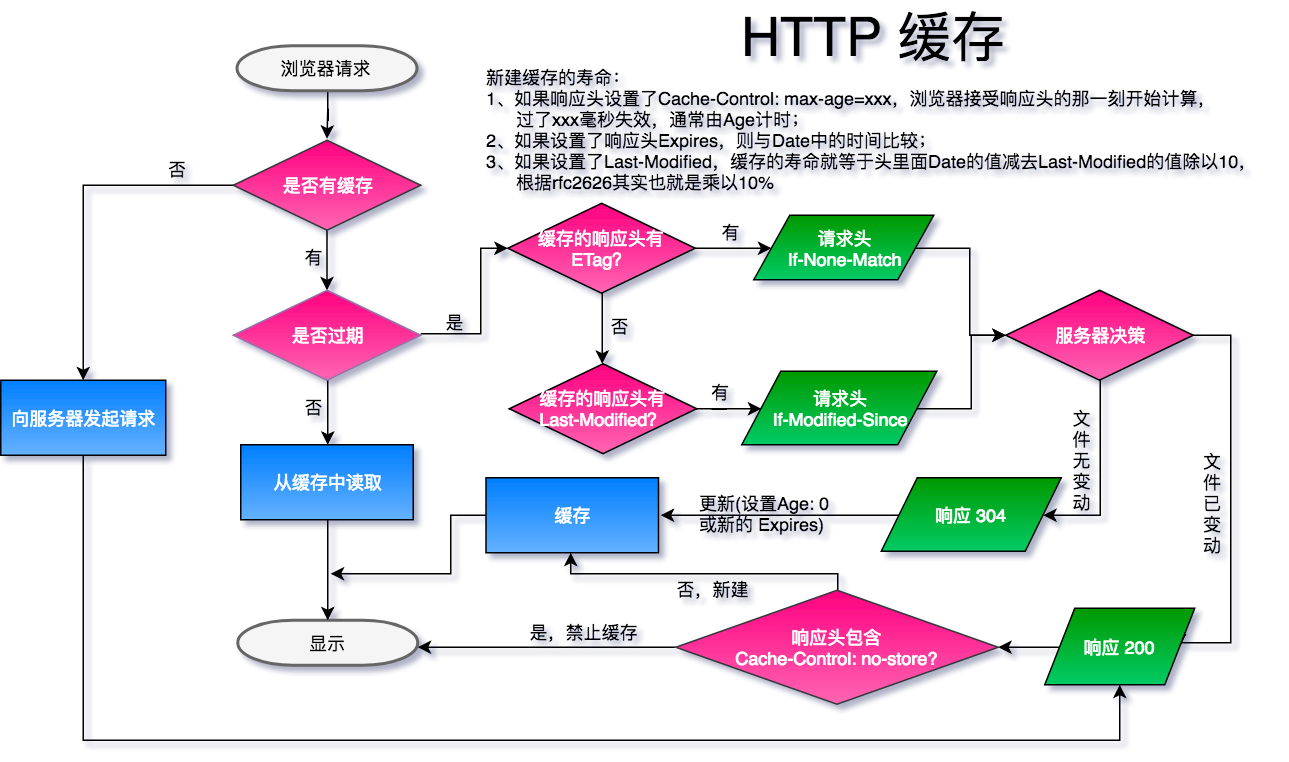 HTTP 缓存
浏览器请求
新建缓存的寿命：
1、如果响应头设置了Cache-Control: max-age=xxx，浏览器接受响应头的那一刻开始计算，
过了xxx毫秒失效，通常由Age计时；
2、如果设置了响应头Expires，则与Date中的时间比较；
3、如果设置了Last-Modified，缓存的寿命就等于头里面Date的值减去Last-Modified的值除以10，
根据rfc2626其实也就是乘以10%
否
是否有缓存
有
是否过期
是
否
缓存的响应头有
ETag?
有
请求头
If-None-Match
否
缓存的响应头有
Last-Modified?
有
请求头
If-Modified-Since
服务器决策
文件无变动
文件已变动
向服务器发起请求
从缓存中读取
缓存
更新(设置Age: 0
或新的 Expires)
响应 304
否，新建
响应头包含
Cache-Control: no-store?
是，禁止缓存
响应 200
显示